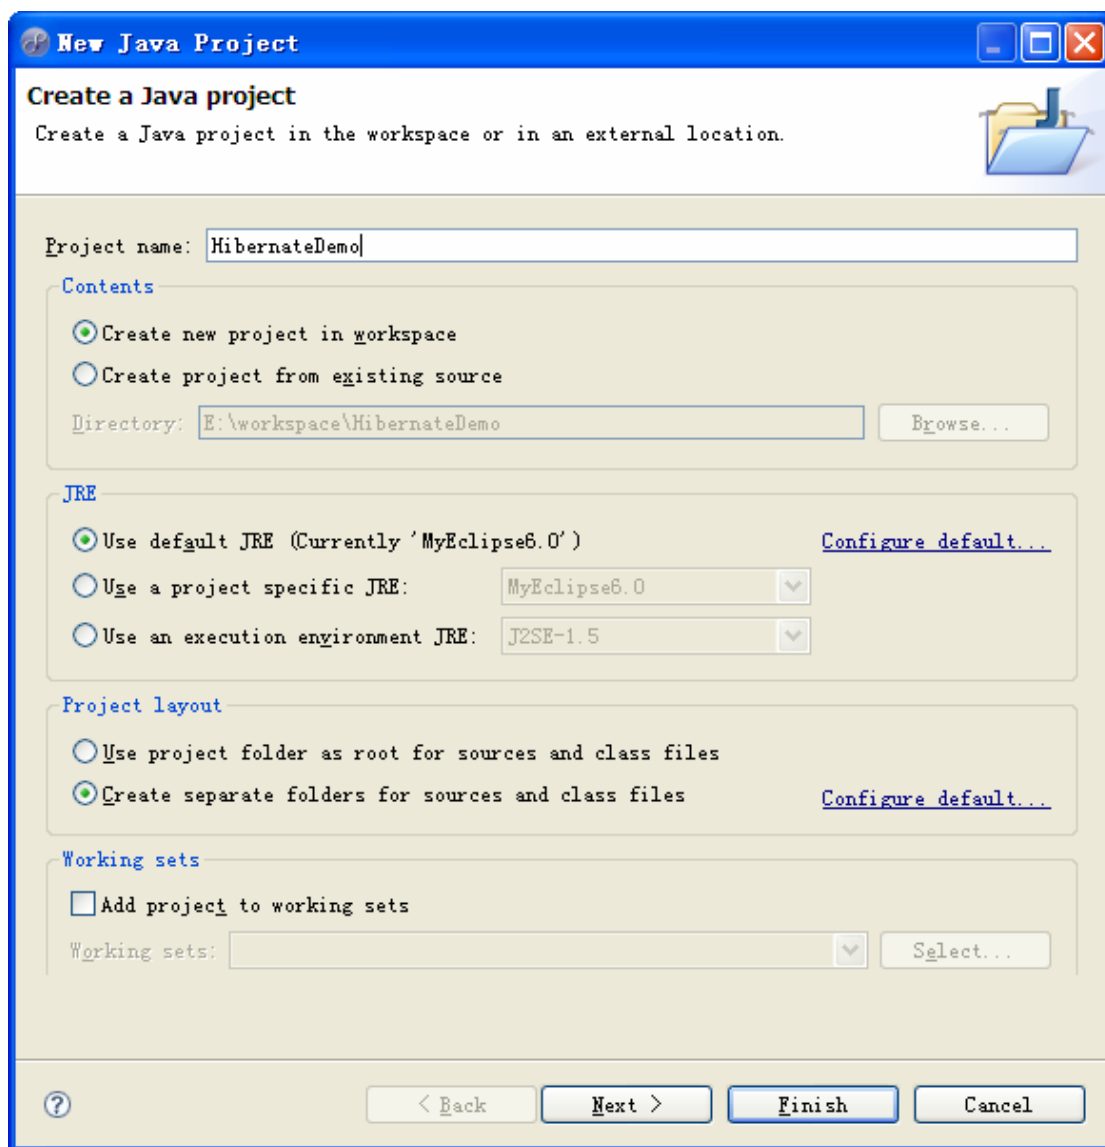 New Java Project
Create a Java project
Create a Java project in the workspace or in an external location.
Project name: HibernateDemo
Contents
Create new project in workspace
Create project from existing source
Directory: E:\workspace\HibernateDemo Browse...
JRE
Use default JRE (Currently 'MyEclipse6.0') Configure default...
Use a project specific JRE: MyEclipse6.0
Use an execution environment JRE: J2SE-1.5
Project layout
Use project folder as root for sources and class files
Create separate folders for sources and class files Configure default...
Working sets
Add project to working sets
Working sets: Select...
? < Back Next > Finish Cancel